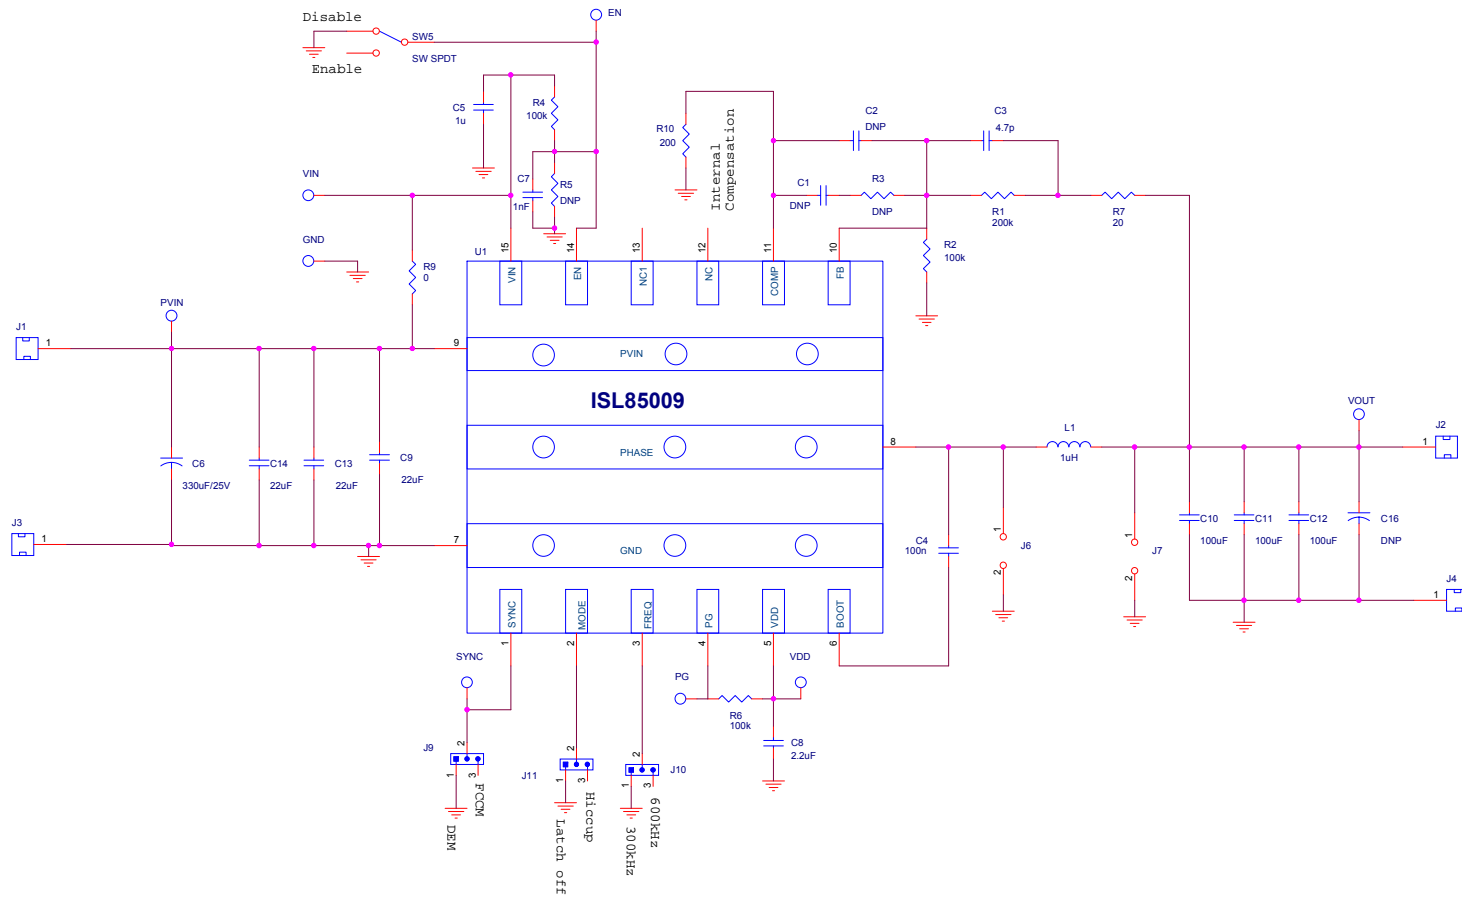 Disable
SW5
SW SPDT
Enable
EN
C5
1u
R4
100k
C7
1nF
R5
DNP
R10
200
Internal
Compensation
C2
DNP
C3
4.7p
C1
DNP
R3
DNP
R1
200k
R7
20
R2
100k
VIN
GND
R9
0
PVIN
J1
1
J3
1
C6
330uF/25V
C14
22uF
C13
22uF
C9
22uF
U1
15
14
13
12
11
10
VIN
EN
NC1
NC
COMP
FB
9
PVIN
ISL85009
PHASE
8
GND
7
SYNC
MODE
FREQ
PG
VDD
BOOT
1
2
3
4
5
6
C4
100n
L1
1uH
1
J6
2
1
J7
2
VOUT
J2
1
C10
100uF
C11
100uF
C12
100uF
C16
DNP
J4
1
SYNC
J9
2
1
3
FCCM
DEM
J11
2
1
3
Hiccup
Latch off
J10
2
1
3
600kHz
300kHz
PG
R6
100k
VDD
C8
2.2uF